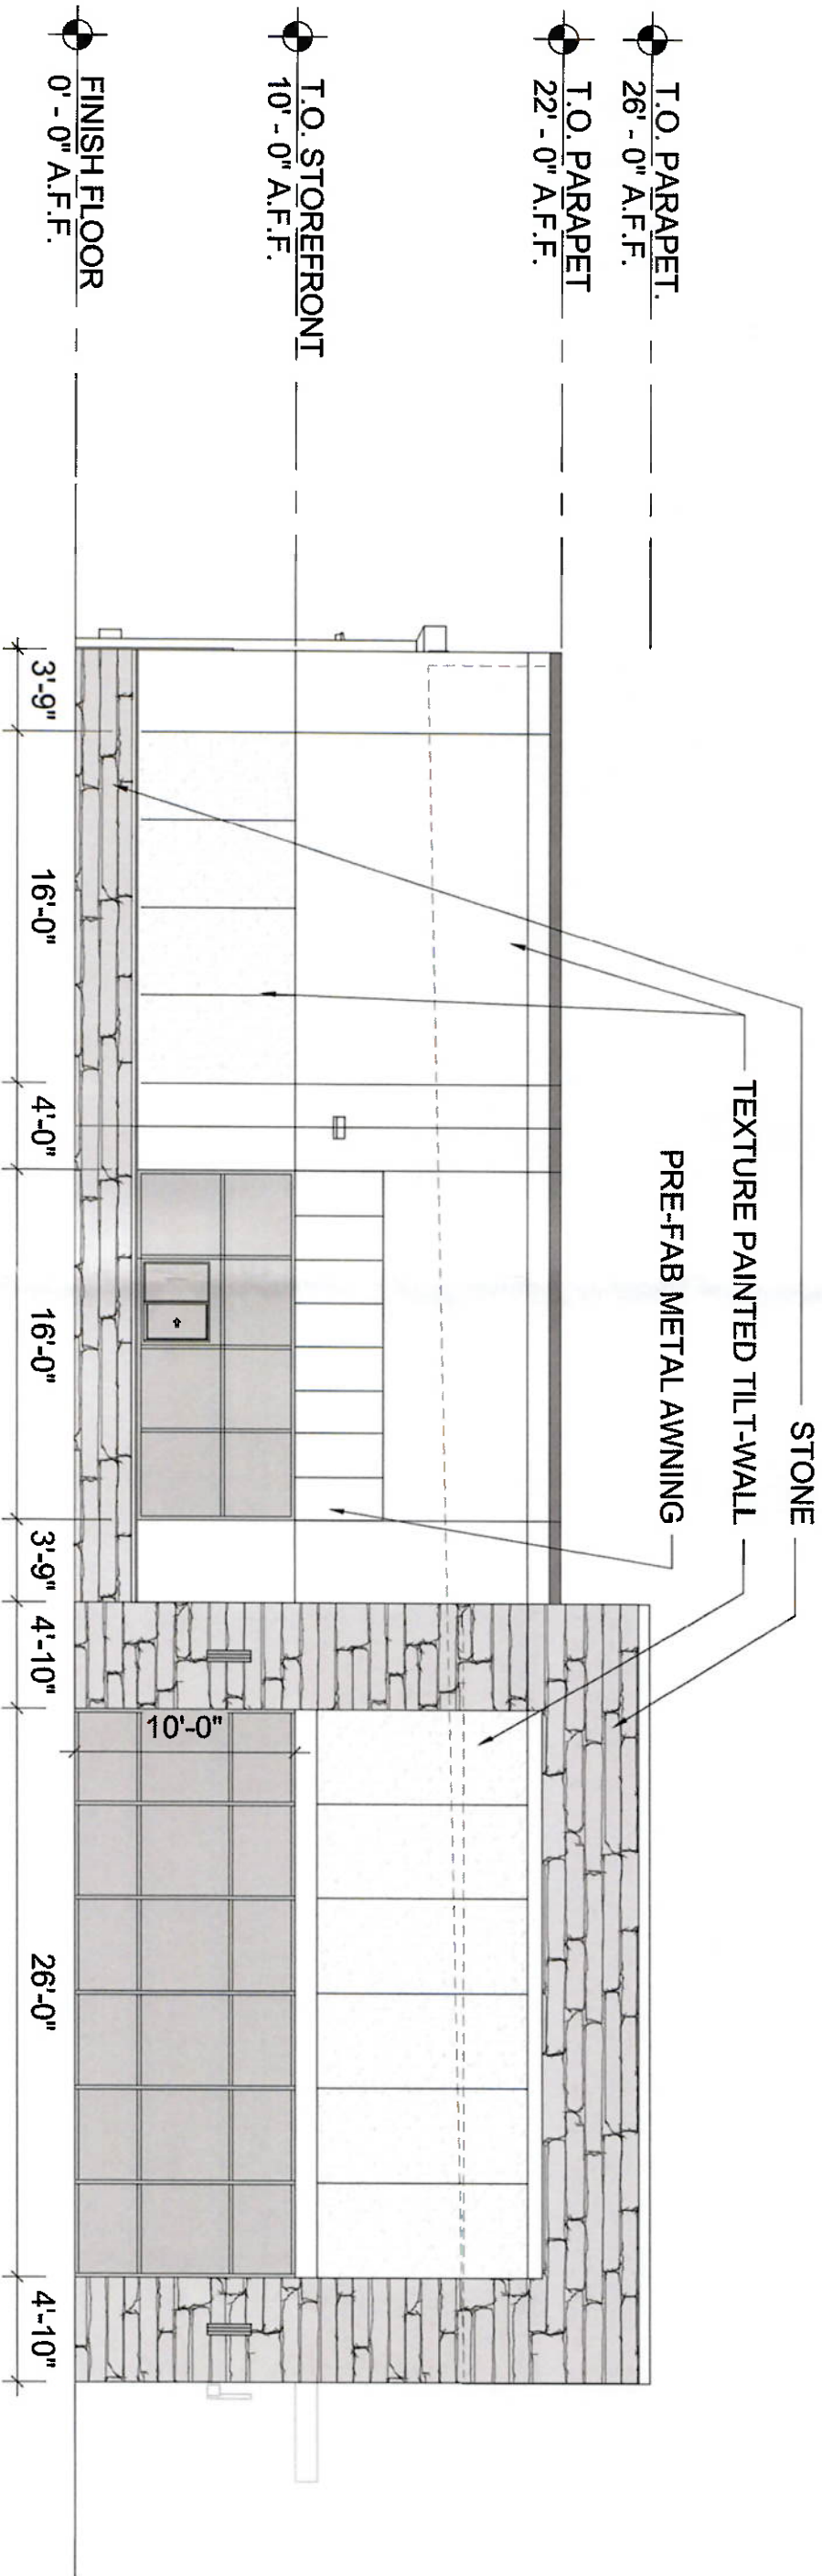 STONE
TEXTURE PAINTED TILT-WALL
PRE-FAB METAL AWNING
T.O. PARAPET.
26' - 0" A.F.F.
T.O. PARAPET
22' - 0" A.F.F.
T.O. STOREFRONT
10' - 0" A.F.F.
FINISH FLOOR
0' - 0" A.F.F.
10'-0"
3'-9"
16'-0"
4'-0"
16'-0"
3'-9"
4'-10"
26'-0"
4'-10"